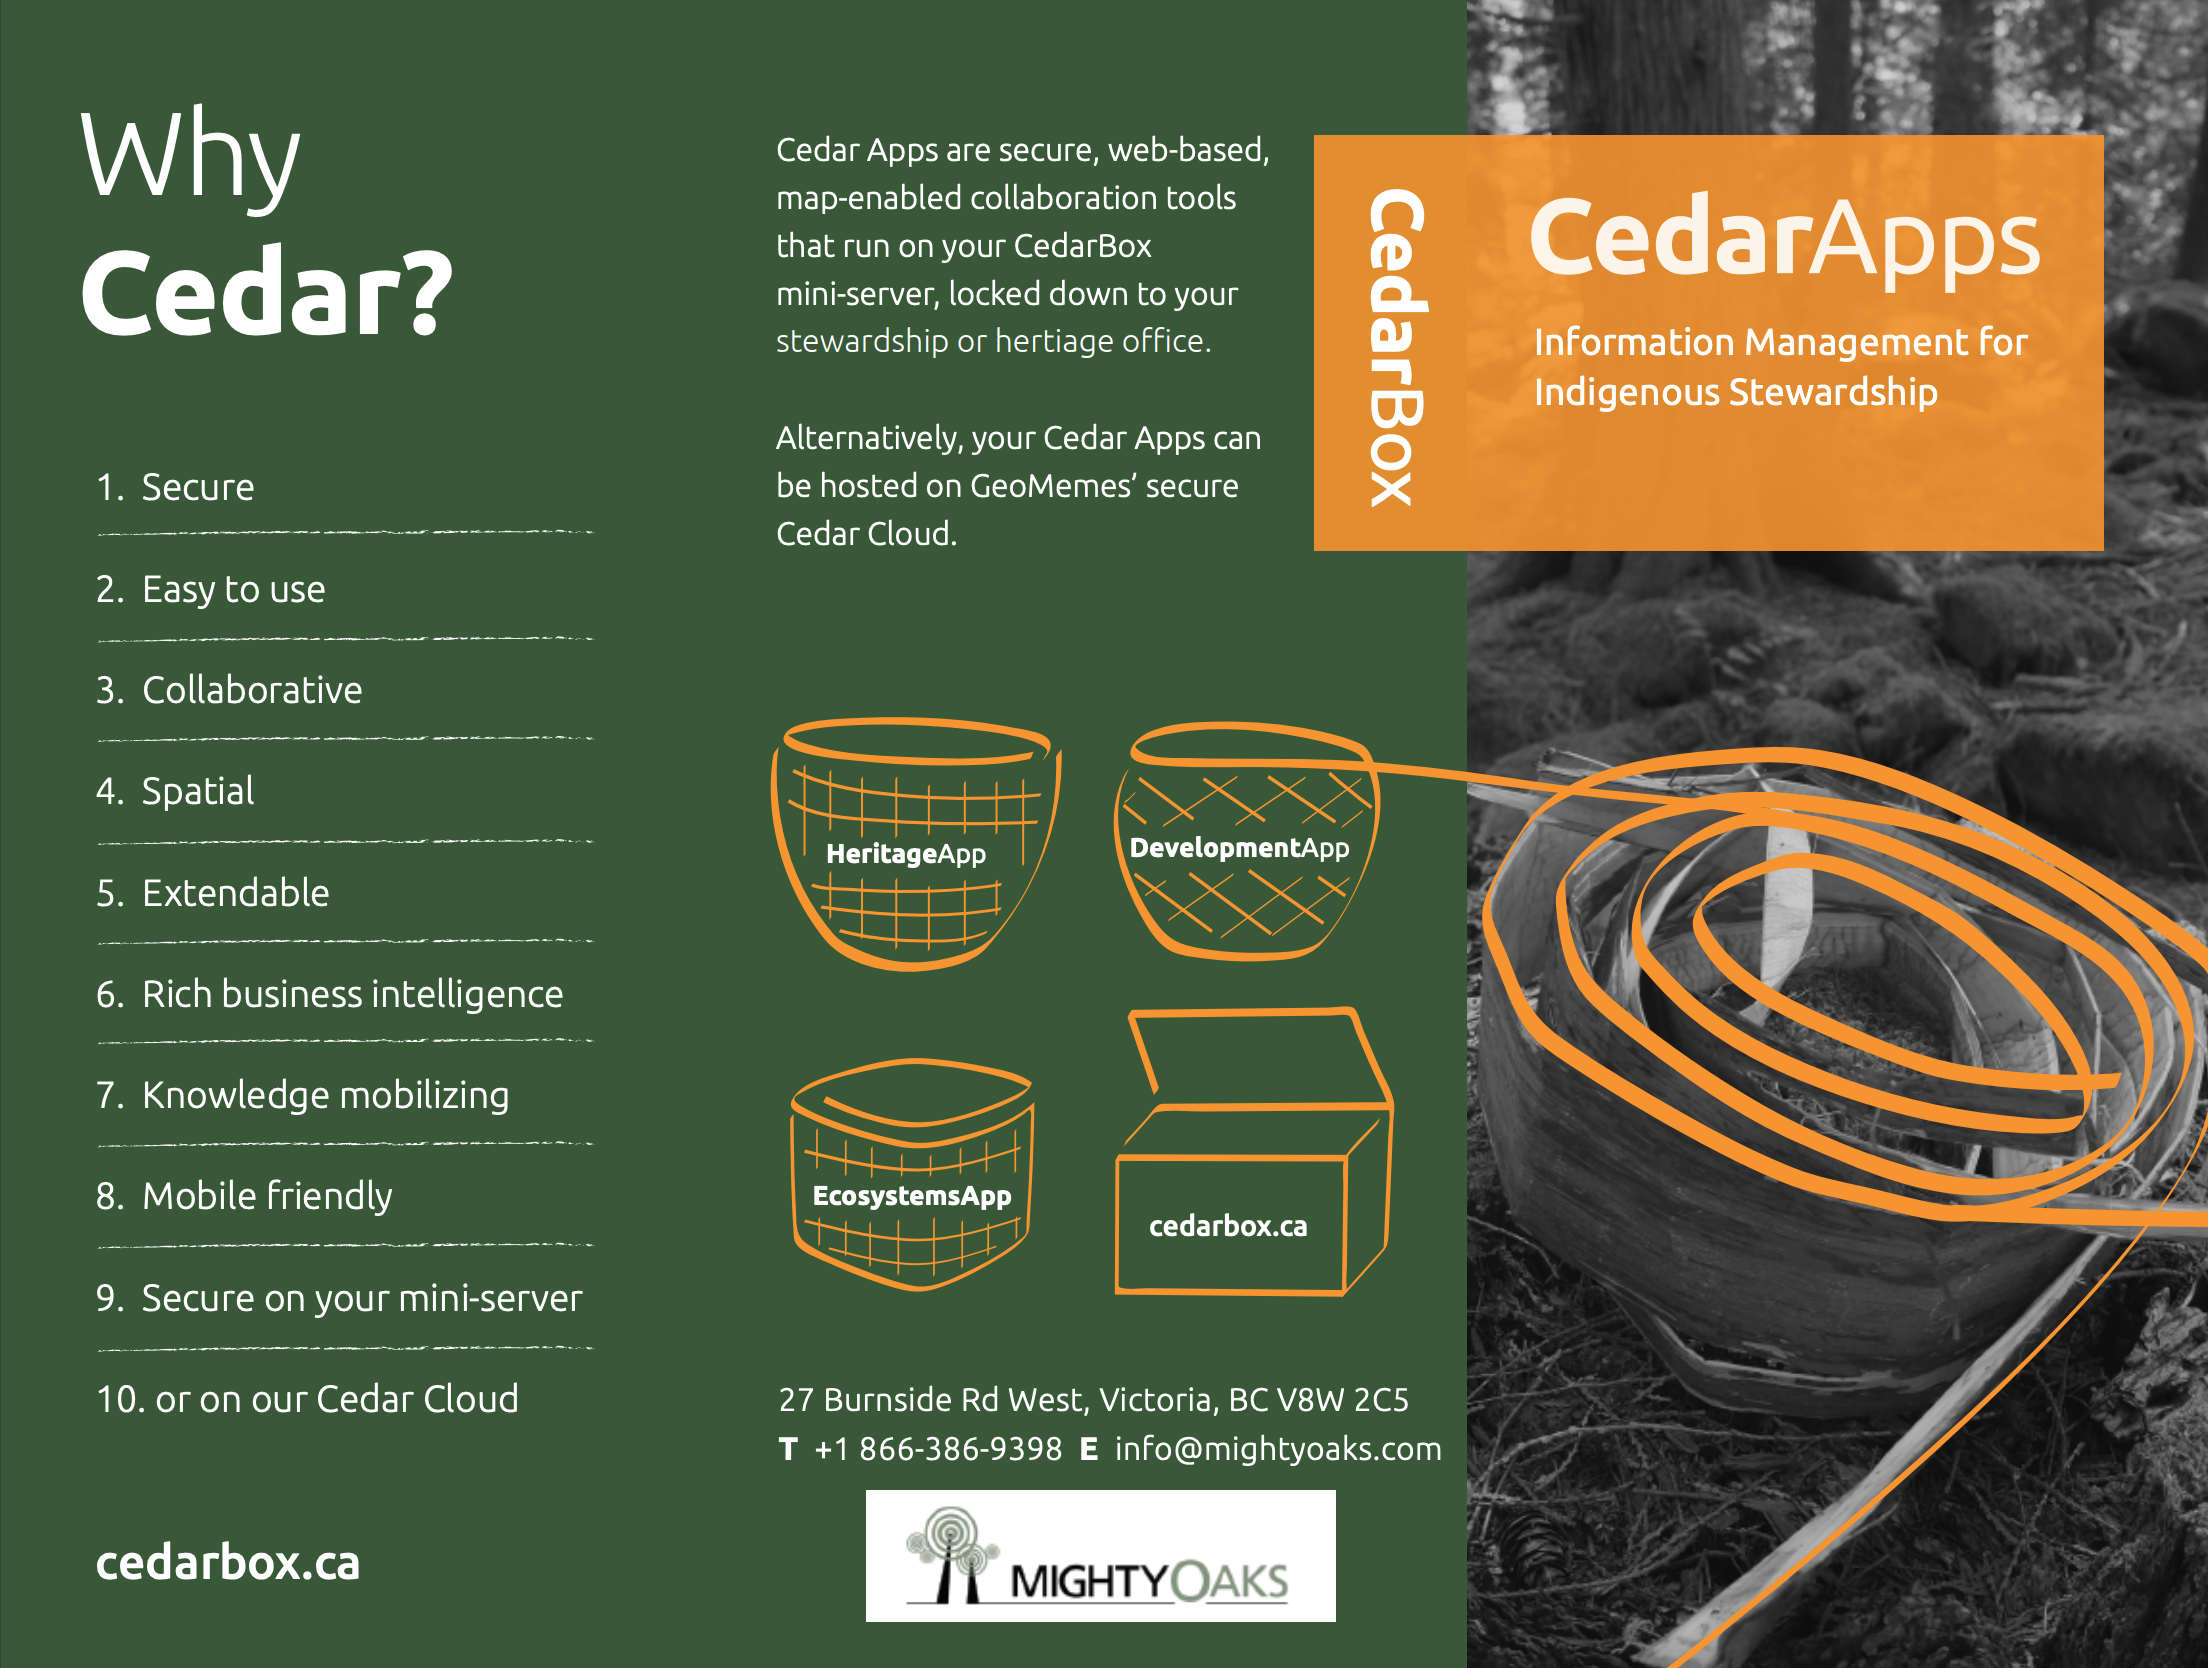 Why
Cedar?
1. Secure
2. Easy to use
3. Collaborative
4. Spatial
5. Extendable
6. Rich business intelligence
7. Knowledge mobilizing
8. Mobile friendly
9. Secure on your mini-server
10. or on our Cedar Cloud
cedarbox.ca
Cedar Apps are secure, web-based,
map-enabled collaboration tools
that run on your CedarBox
mini-server, locked down to your
stewardship or hertiage office.
Alternatively, your Cedar Apps can
be hosted on GeoMemes’ secure
Cedar Cloud.
HeritageApp
DevelopmentApp
EcosystemsApp
cedarbox.ca
27 Burnside Rd West, Victoria, BC V8W 2C5
T +1 866-386-9398 E info@mightyoaks.com
MIGHTYOAKS
CedarBox
CedarApps
Information Management for
Indigenous Stewardship